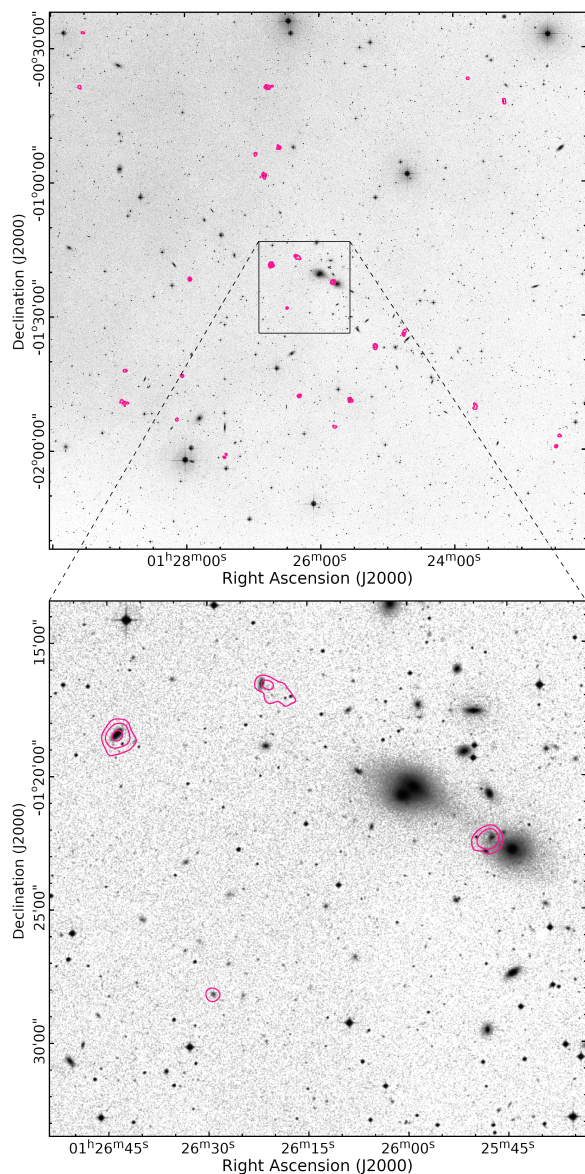 -00°30'00"
-01°00'00"
-01°30'00"
-02°00'00"
Declination (J2000)
01ʰ28ᵐ00ˢ 26ᵐ00ˢ 24ᵐ00ˢ
Right Ascension (J2000)
15'00"
-01°20'00"
25'00"
30'00"
Declination (J2000)
01ʰ26ᵐ45ˢ 26ᵐ30ˢ 26ᵐ15ˢ 26ᵐ00ˢ 25ᵐ45ˢ
Right Ascension (J2000)